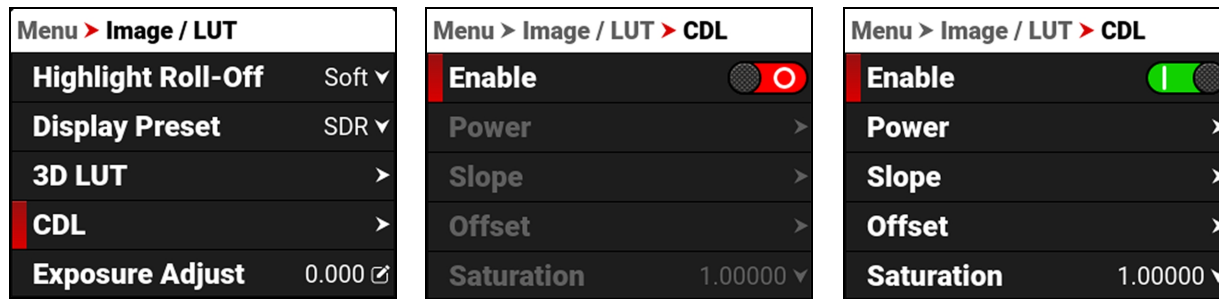 Menu ➤ Image / LUT
Highlight Roll-Off Soft
Display Preset SDR
3D LUT
CDL
Exposure Adjust 0.000
Menu ➤ Image / LUT ➤ CDL
Enable
Power
Slope
Offset
Saturation 1.00000
Menu ➤ Image / LUT ➤ CDL
Enable
Power
Slope
Offset
Saturation 1.00000